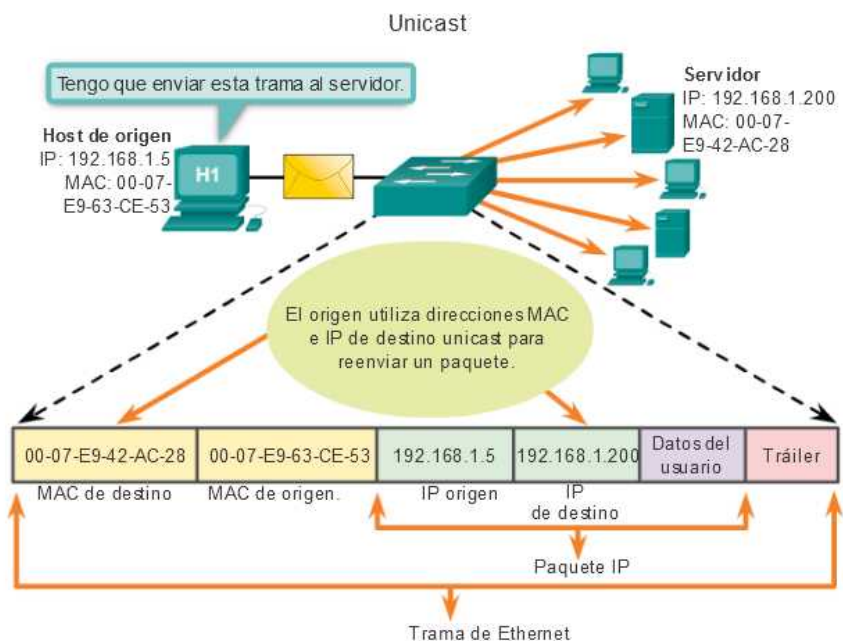 Unicast
Tengo que enviar esta trama al servidor.
Host de origen
IP: 192.168.1.5
MAC: 00-07-
E9-63-CE-53
H1
Servidor
IP: 192.168.1.200
MAC: 00-07-
E9-42-AC-28
El origen utiliza direcciones MAC
e IP de destino unicast para
reenviar un paquete.
00-07-E9-42-AC-28
00-07-E9-63-CE-53
192.168.1.5
192.168.1.200
Datos del
usuario
Tráiler
MAC de destino
MAC de origen.
IP origen
IP
de destino
Paquete IP
Trama de Ethernet